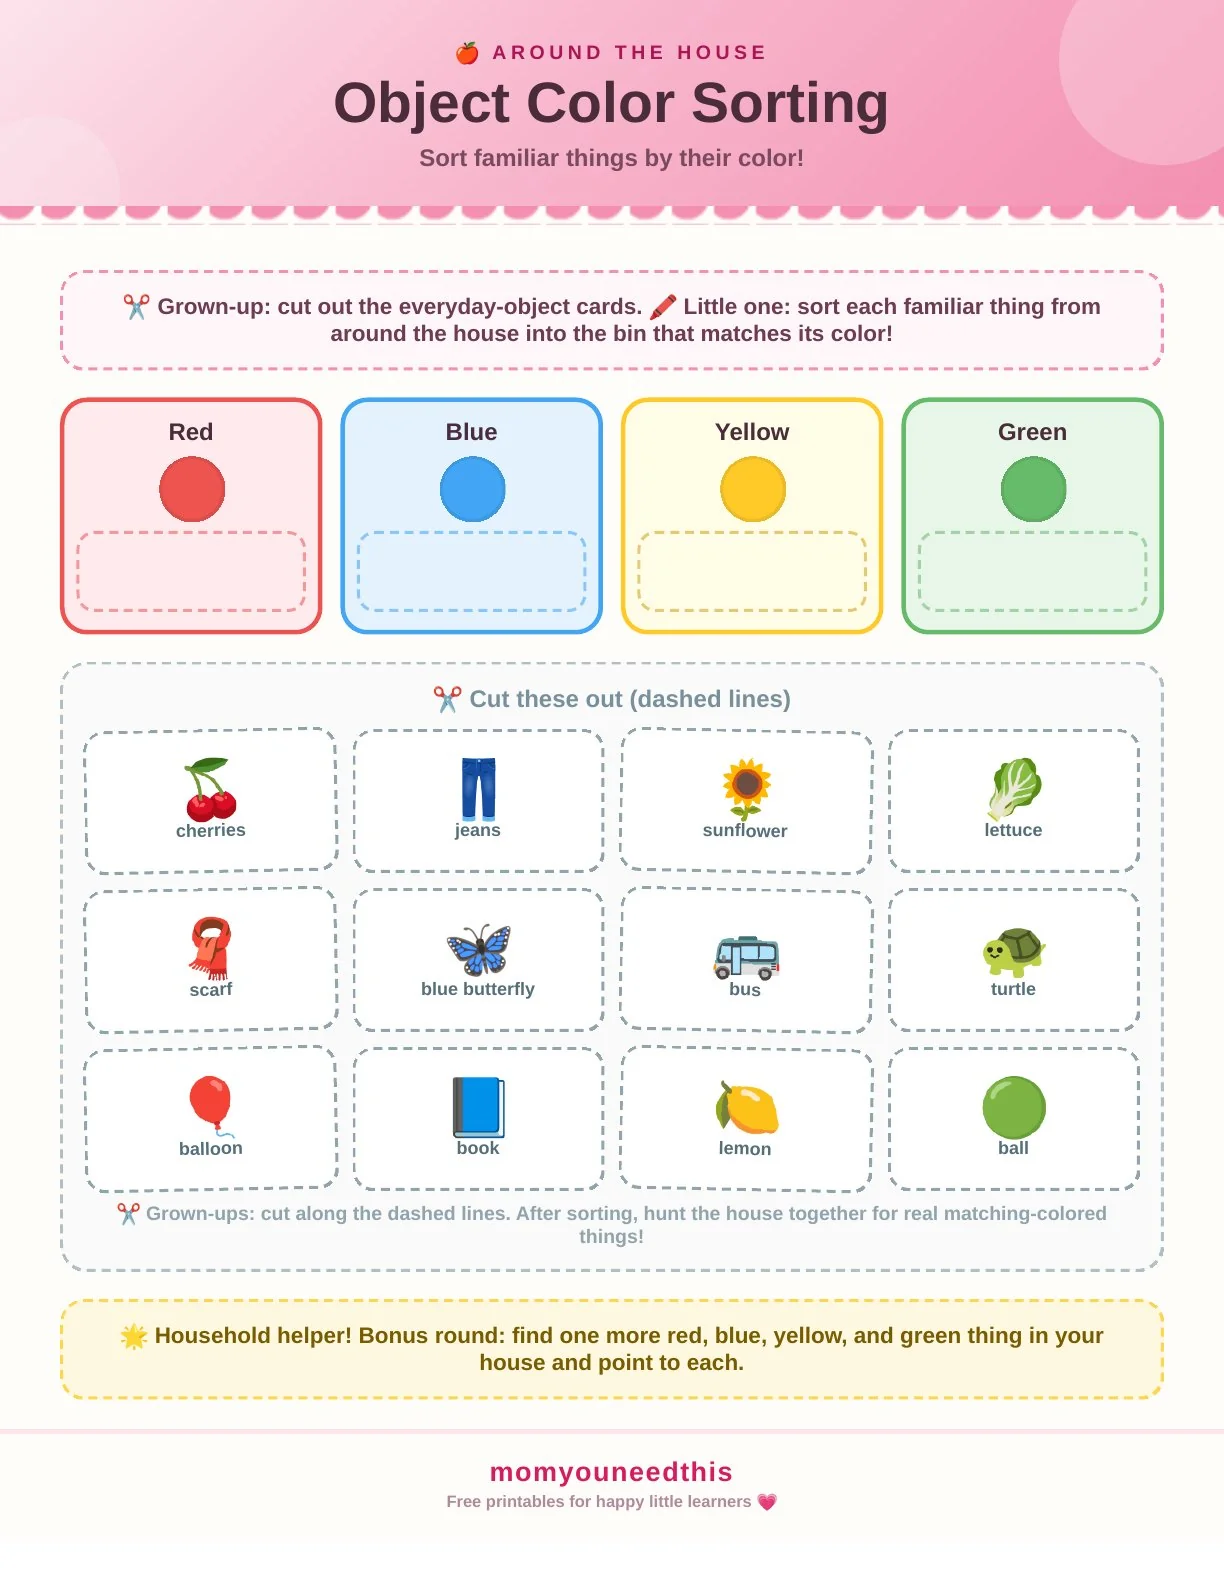 🍎 AROUND THE HOUSE
Object Color Sorting
Sort familiar things by their color!
✂️ Grown-up: cut out the everyday-object cards. 🖍️ Little one: sort each familiar thing from
around the house into the bin that matches its color!
Red
Blue
Yellow
Green
✂️ Cut these out (dashed lines)
cherries
jeans
sunflower
lettuce
scarf
blue butterfly
bus
turtle
balloon
book
lemon
ball
✂️ Grown-ups: cut along the dashed lines. After sorting, hunt the house together for real matching-colored
things!
🌟 Household helper! Bonus round: find one more red, blue, yellow, and green thing in your
house and point to each.
momyouneedthis
Free printables for happy little learners 💗